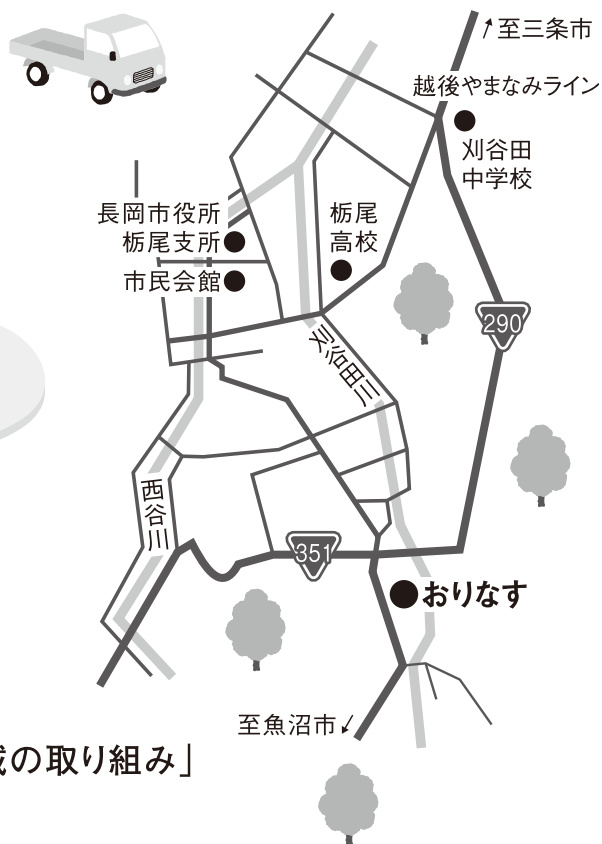 至三条市
越後やまなみライン
刈谷田
中学校
長岡市役所
栃尾支所
栃尾
高校
市民会館
290
刈谷田川
西谷川
351
おりなす
至魚沼市
の取り組み」